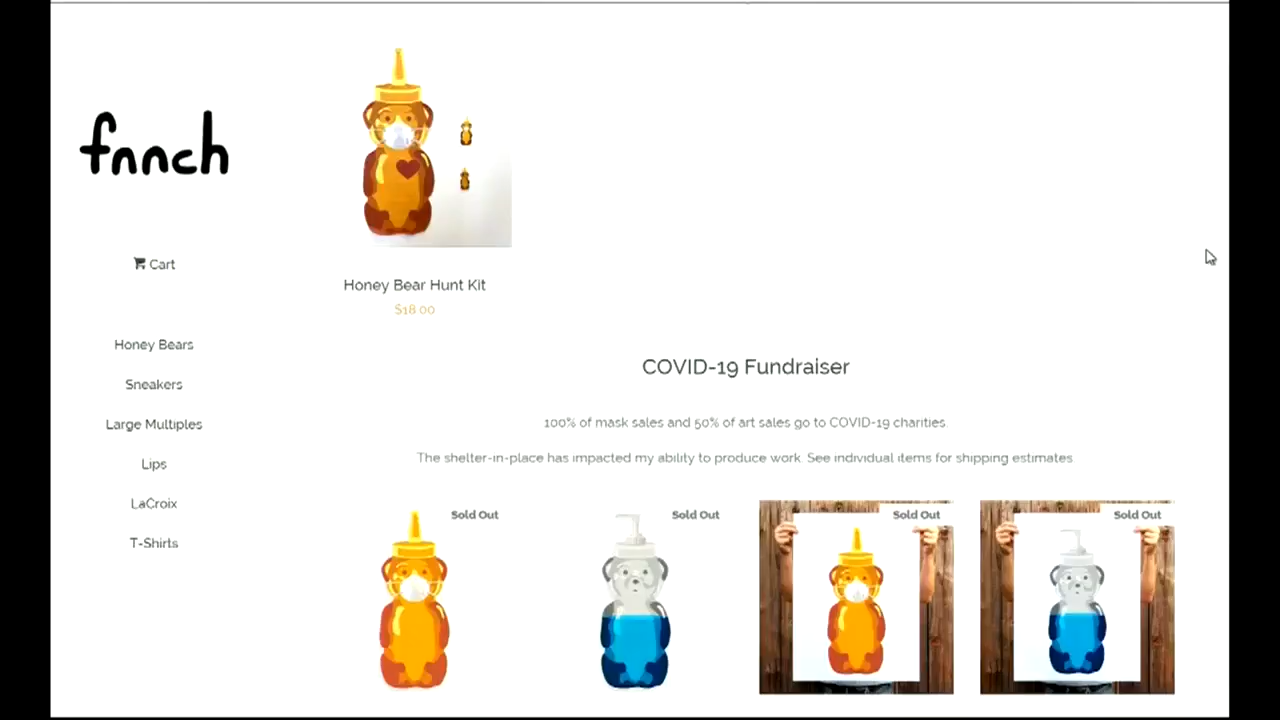 fnnch
Cart
Honey Bears
Sneakers
Large Multiples
Lips
LaCroix
T-Shirts
Honey Bear Hunt Kit
$18.00
COVID-19 Fundraiser
100% of mask sales and 50% of art sales go to COVID-19 charities.
The shelter-in-place has impacted my ability to produce work. See individual items for shipping estimates.
Sold Out
Sold Out
Sold Out
Sold Out